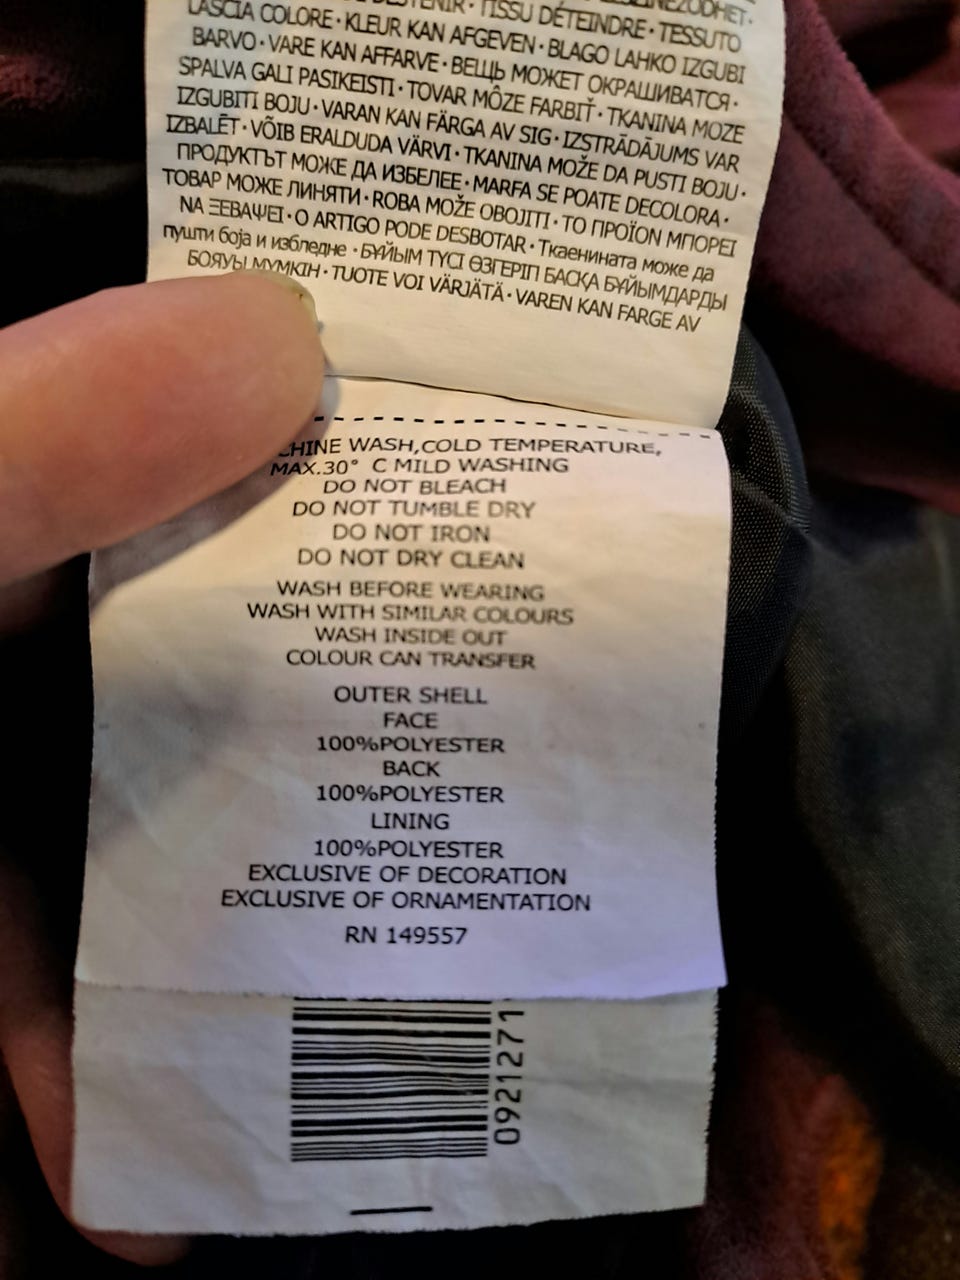 DESTENIR · TISSU DÉTEINDRE · TESSUTO
LASCIA COLORE · KLEUR KAN AFGEVEN · BLAGO LAHKO IZGUBI
BARVO · VARE KAN AFFARVE · ВЕЩЬ МОЖЕТ ОКРАШИВАТСЯ ·
SPALVA GALI PASIKEISTI · TOVAR MÔZE FARBIŤ · TKANINA MOZE
IZGUBITI BOJU · VARAN KAN FÄRGA AV SIG · IZSTRĀDĀJUMS VAR
IZBALĒT · VÕIB ERALDUDA VÄRVI · TKANINA MOŽE DA PUSTI BOJU ·
ПРОДУКТЪТ МОЖЕ ДА ИЗБЕЛЕЕ · MARFA SE POATE DECOLORA ·
ТОВАР МОЖЕ ЛИНЯТИ · ROBA MOŽE OBOJITI · ΤΟ ΠΡΟΪΟΝ ΜΠΟΡΕΙ
ΝΑ ΞΕΒΑΨΕΙ · O ARTIGO PODE DESBOTAR · Ткаенината може да
пушти боја и избледне · БҰЙЫМ ТҮСІ ӨЗГЕРІП БАСҚА БҰЙЫМДАРДЫ
БОЯУЫ МҮМКІН · TUOTE VOI VÄRJÄTÄ · VAREN KAN FARGE AV
CHINE WASH,COLD TEMPERATURE,
MAX.30° C MILD WASHING
DO NOT BLEACH
DO NOT TUMBLE DRY
DO NOT IRON
DO NOT DRY CLEAN
WASH BEFORE WEARING
WASH WITH SIMILAR COLOURS
WASH INSIDE OUT
COLOUR CAN TRANSFER
OUTER SHELL
FACE
100%POLYESTER
BACK
100%POLYESTER
LINING
100%POLYESTER
EXCLUSIVE OF DECORATION
EXCLUSIVE OF ORNAMENTATION
RN 149557
0921271